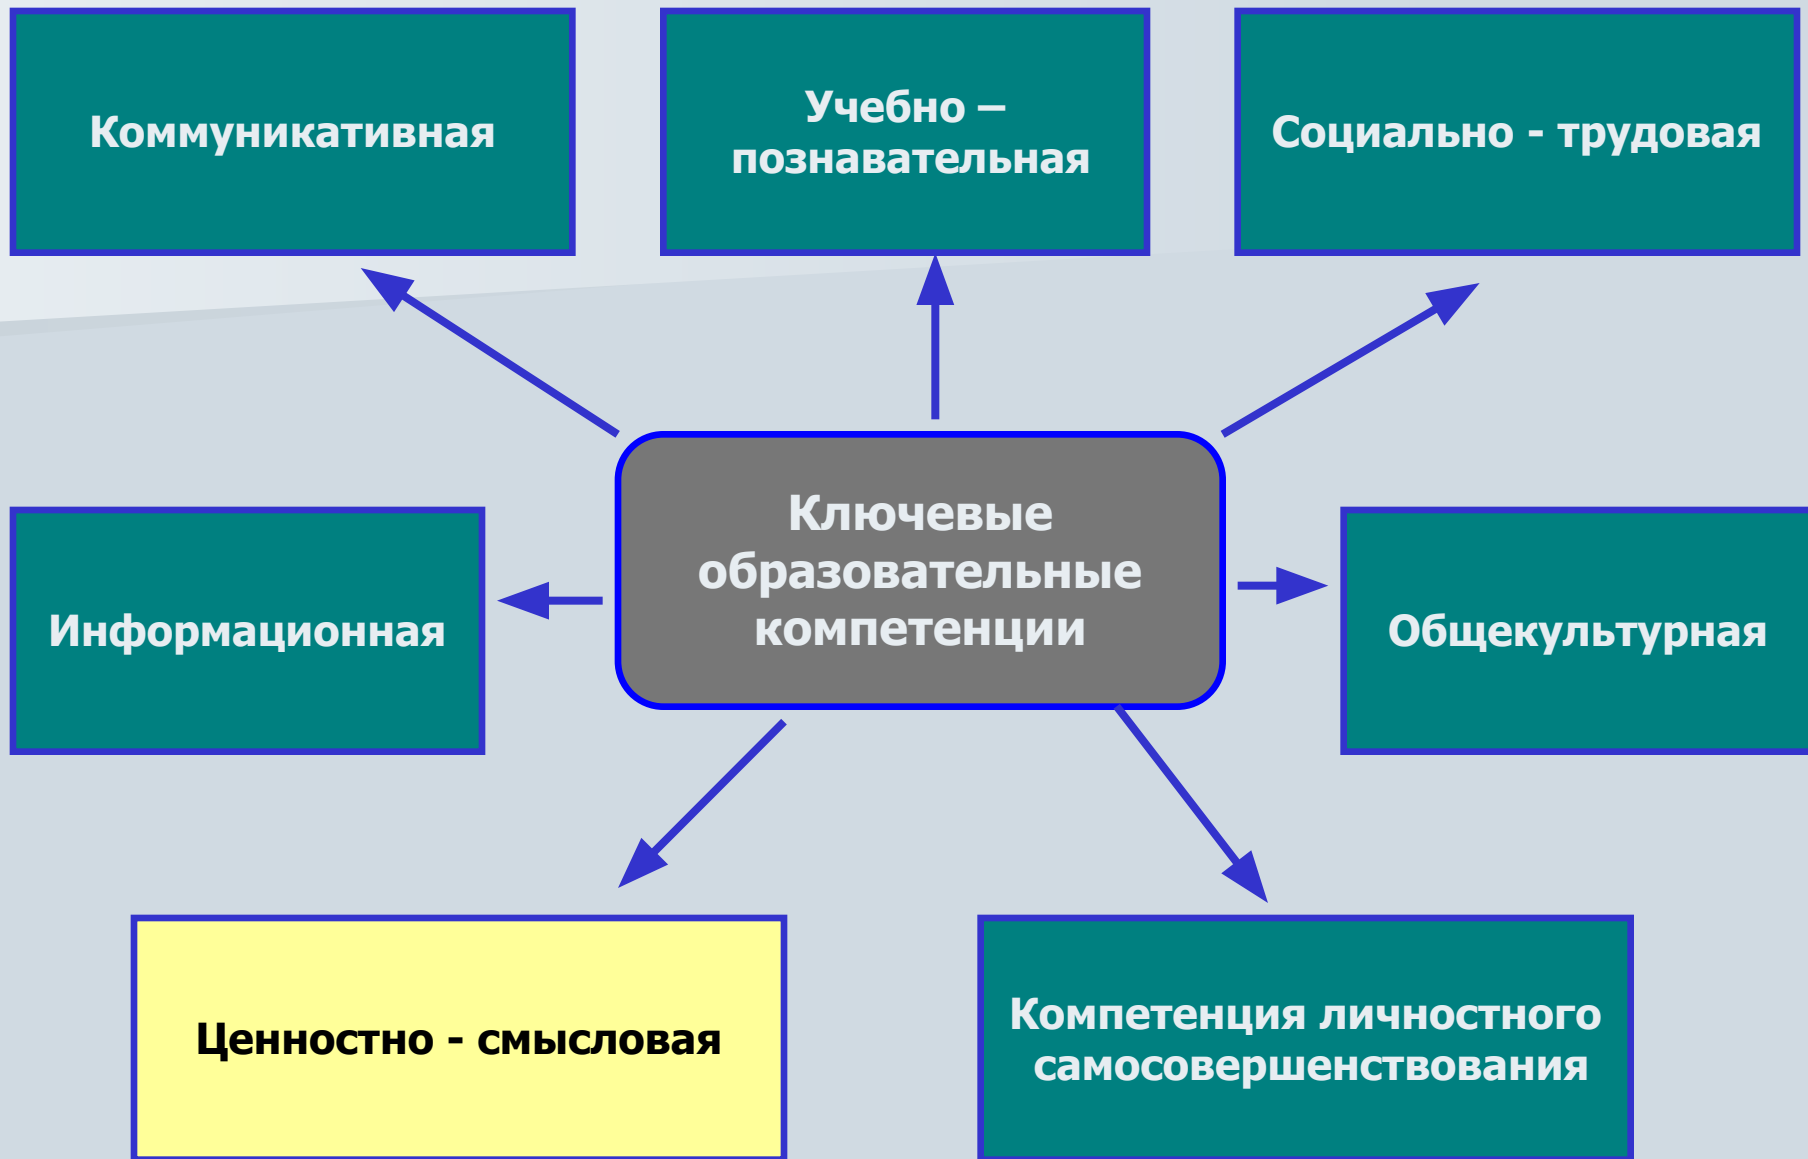 Коммуникативная
Учебно –
познавательная
Социально - трудовая
Ключевые
образовательные
компетенции
Информационная
Общекультурная
Ценностно - смысловая
Компетенция личностного
самосовершенствования